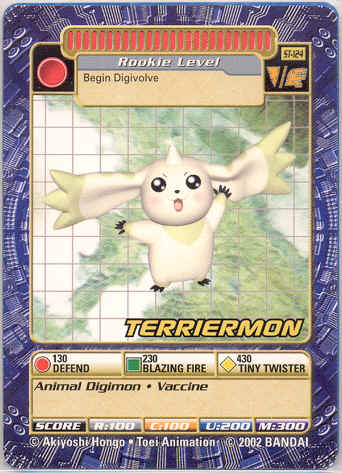 Rookie Level
ST-124
Begin Digivolve
TERRIERMON
130 DEFEND
230 BLAZING FIRE
430 TINY TWISTER
Animal Digimon • Vaccine
SCORE R:100 C:100 U:200 M:300
© Akiyoshi Hongo • Toei Animation © 2002 BANDAI